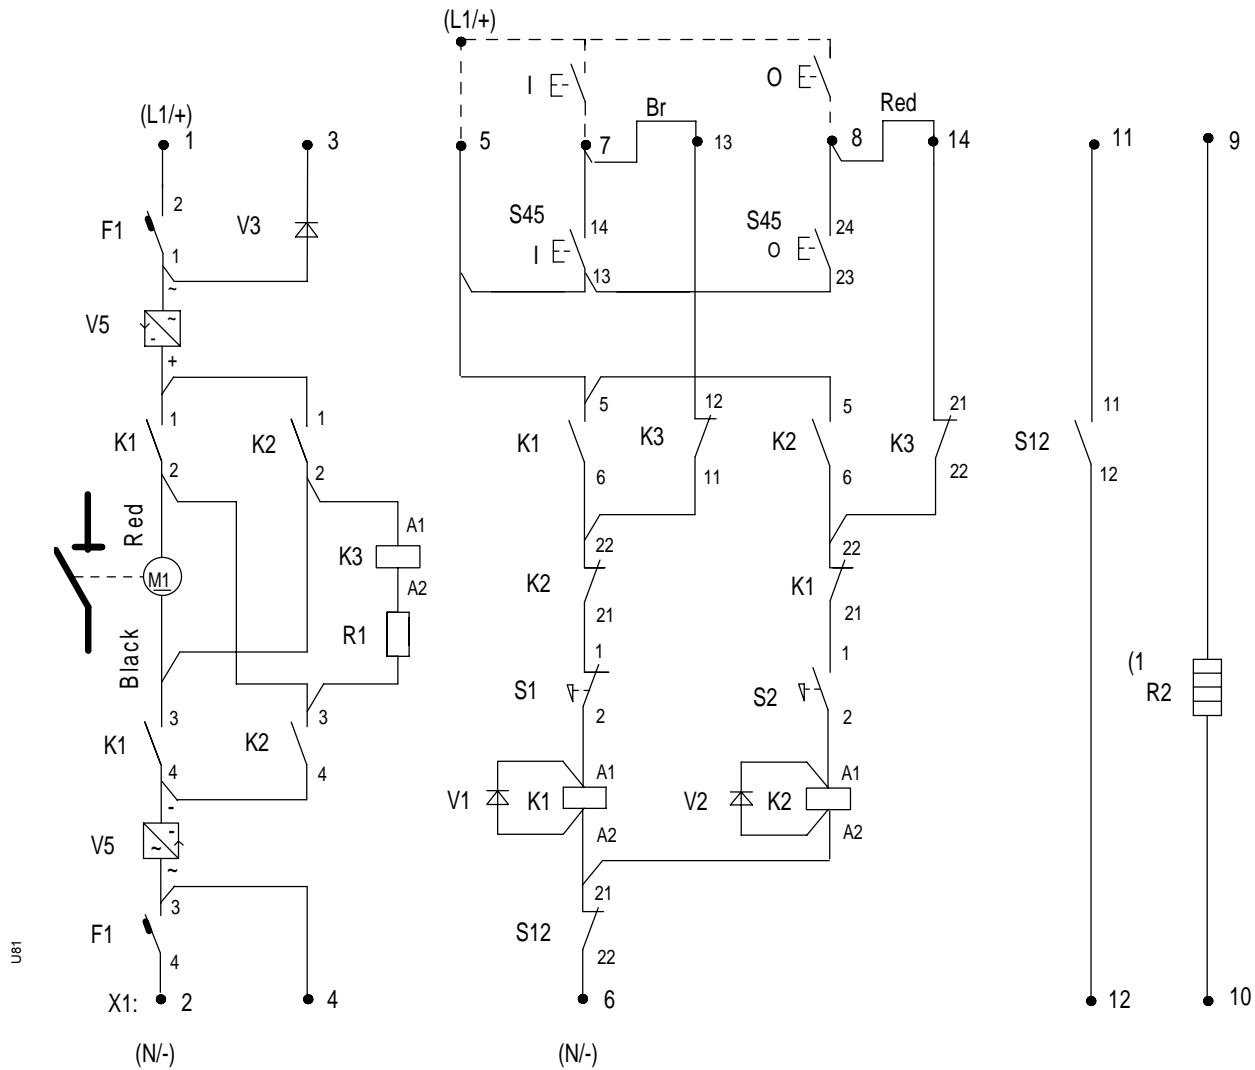 (L1/+)
I
O
(L1/+)
Br
Red
1
3
5
7
13
8
14
11
9
2
F1
V3
S45
14
S45
24
1
I
O
~
13
23
V5
~
-
+
12
21
5
5
11
1
1
K1
K2
K1
K3
K2
K3
S12
2
2
6
11
6
22
12
Red
A1
22
22
K3
M1
K2
K1
A2
21
21
R1
Black
1
1
(1
S1
S2
R2
3
3
2
2
K1
K2
4
4
A1
A1
-
V1
K1
V2
K2
V5
-
~
A2
A2
~
3
21
F1
S12
U81
4
22
X1:
2
4
6
12
10
(N/-)
(N/-)